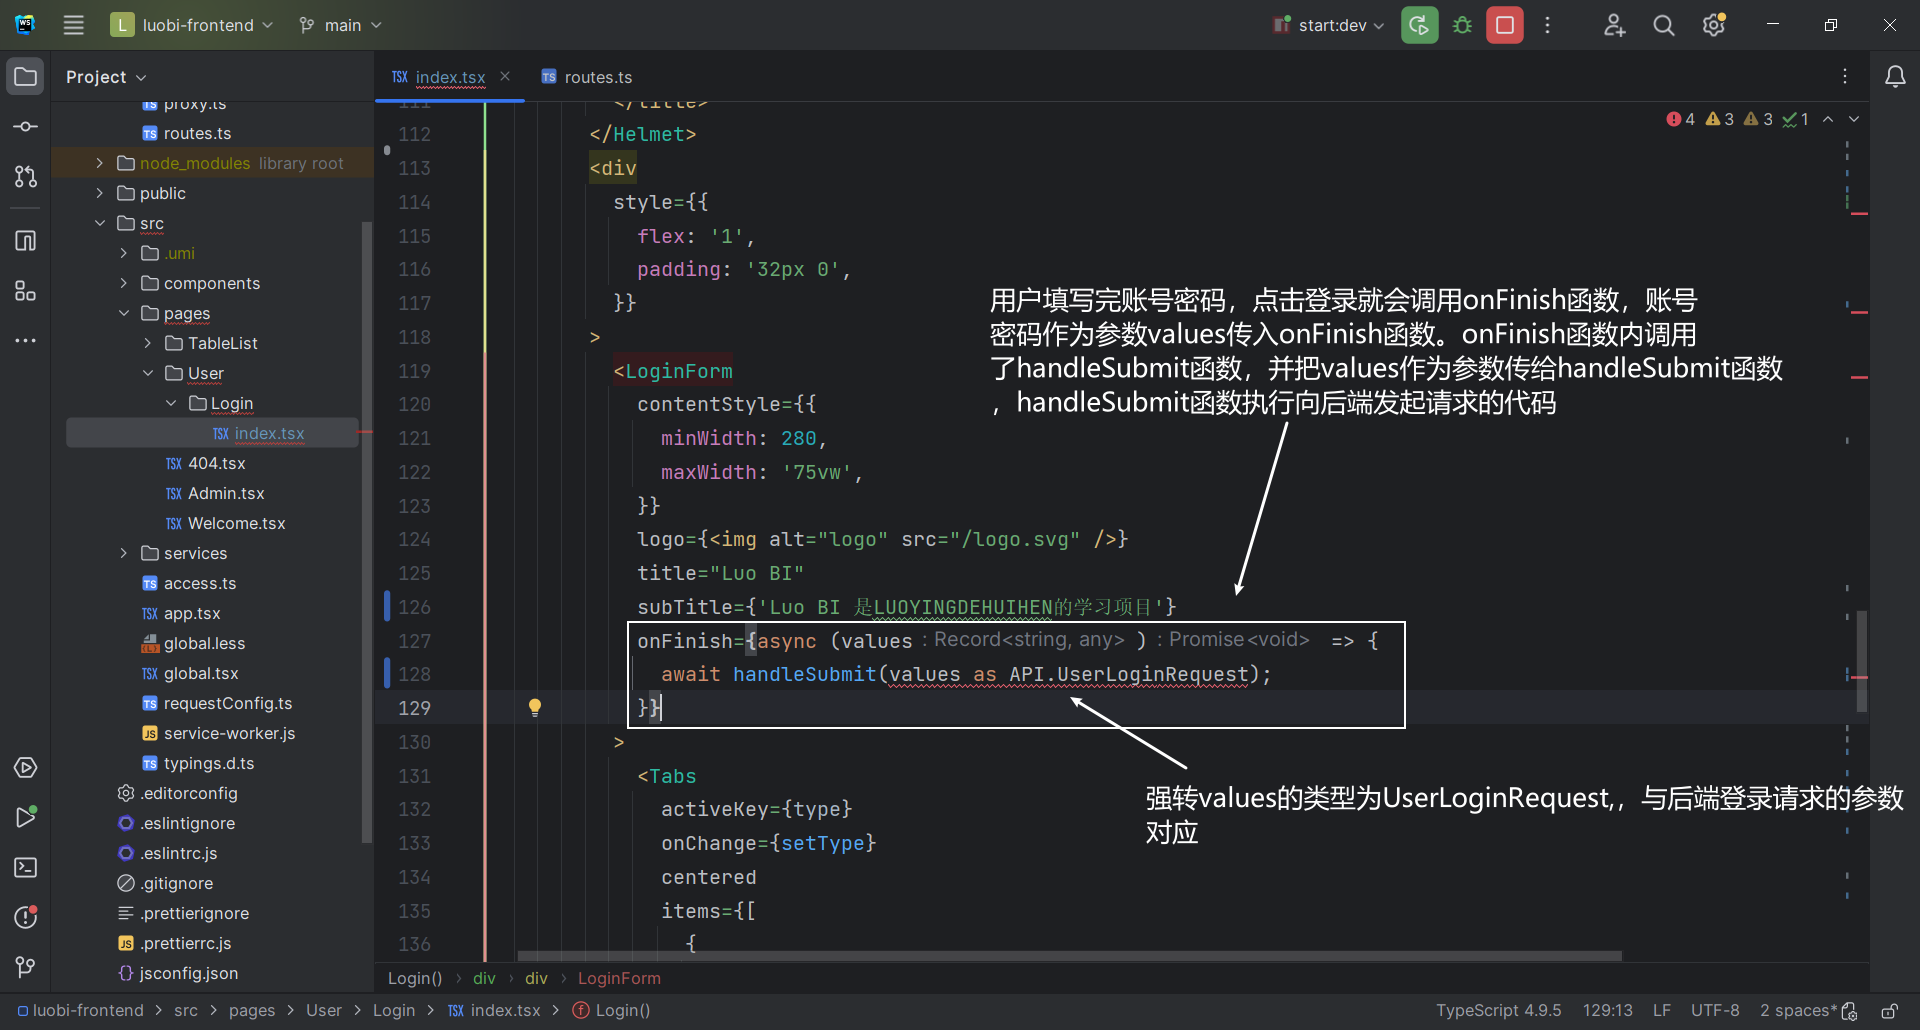 WS
L luobi-frontend
main
start:dev
Project
proxy.ts
routes.ts
node_modules library root
public
src
.umi
components
pages
TableList
User
Login
index.tsx
404.tsx
Admin.tsx
Welcome.tsx
services
access.ts
app.tsx
global.less
global.tsx
requestConfig.ts
service-worker.js
typings.d.ts
.editorconfig
.eslintignore
.eslintrc.js
.gitignore
.prettierignore
.prettierrc.js
jsconfig.json
TSX index.tsx
TS routes.ts
4 3 3 1
111 </title>
112 </Helmet>
113 <div
114 style={{
115 flex: '1',
116 padding: '32px 0',
117 }}
118 >
119 <LoginForm
120 contentStyle={{
121 minWidth: 280,
122 maxWidth: '75vw',
123 }}
124 logo={<img alt="logo" src="/logo.svg" />}
125 title="Luo BI"
126 subTitle={'Luo BI 是LUOYINGDEHUIHEN的学习项目'}
127 onFinish={async (values : Record<string, any> ) : Promise<void> => {
128 await handleSubmit(values as API.UserLoginRequest);
129 }}
130 >
131 <Tabs
132 activeKey={type}
133 onChange={setType}
134 centered
135 items={[
136 {
用户填写完账号密码，点击登录就会调用onFinish函数，账号
密码作为参数values传入onFinish函数。onFinish函数内调用
了handleSubmit函数，并把values作为参数传给handleSubmit函数
，handleSubmit函数执行向后端发起请求的代码
强转values的类型为UserLoginRequest,，与后端登录请求的参数
对应
Login() > div > div > LoginForm
luobi-frontend > src > pages > User > Login > TSX index.tsx > f Login()
TypeScript 4.9.5 129:13 LF UTF-8 2 spaces*